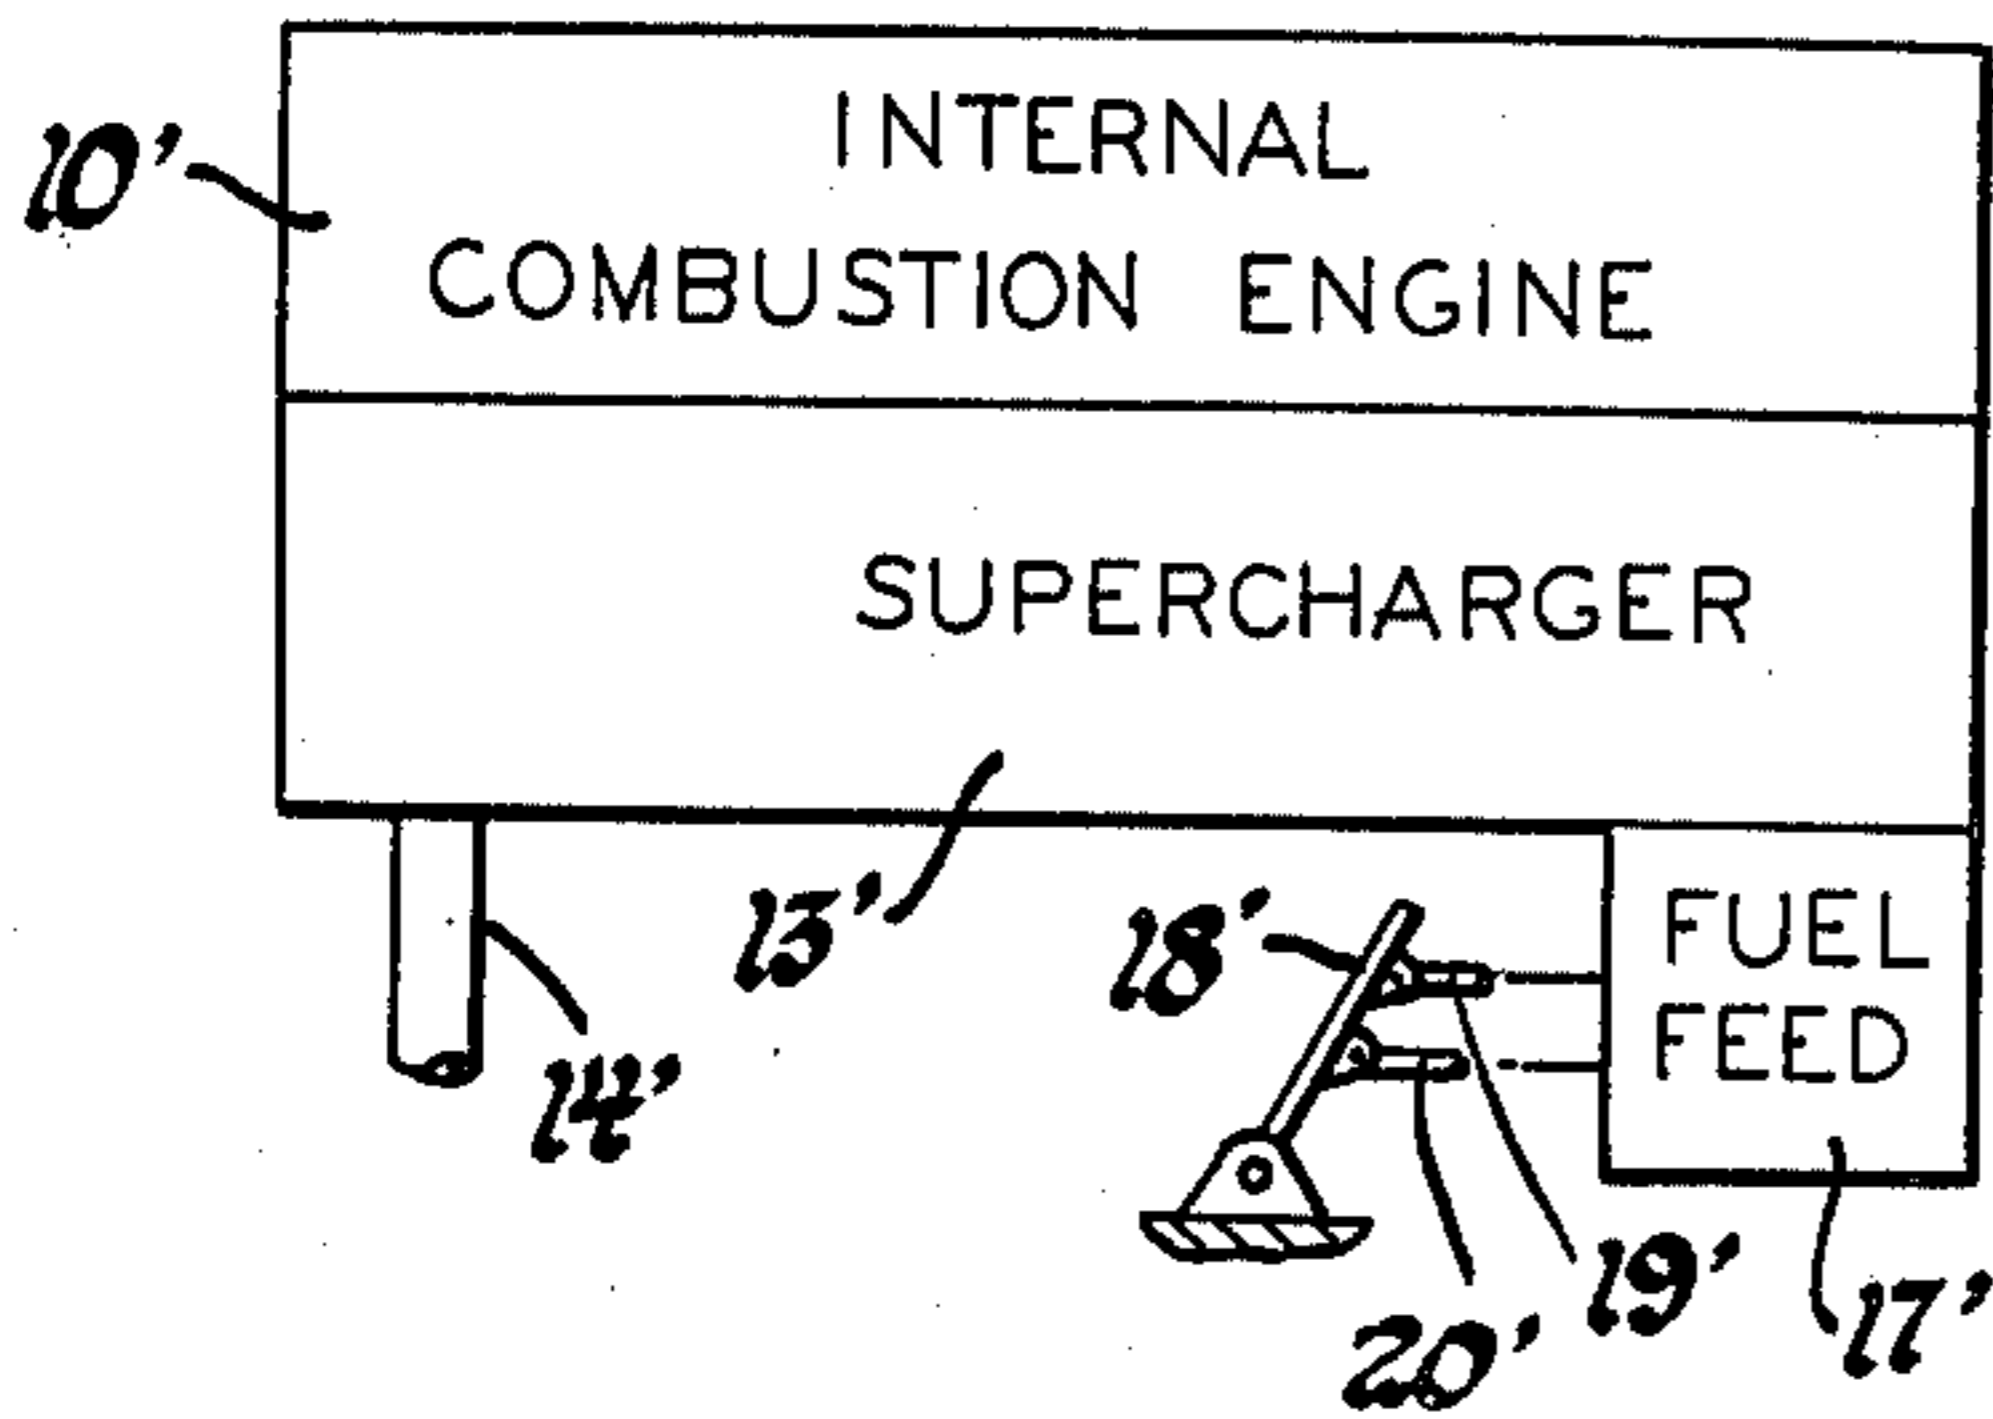 INTERNAL
10'
COMBUSTION ENGINE
SUPERCHARGER
13'
18'
FUEL
FEED
14'
19'
20'
17'